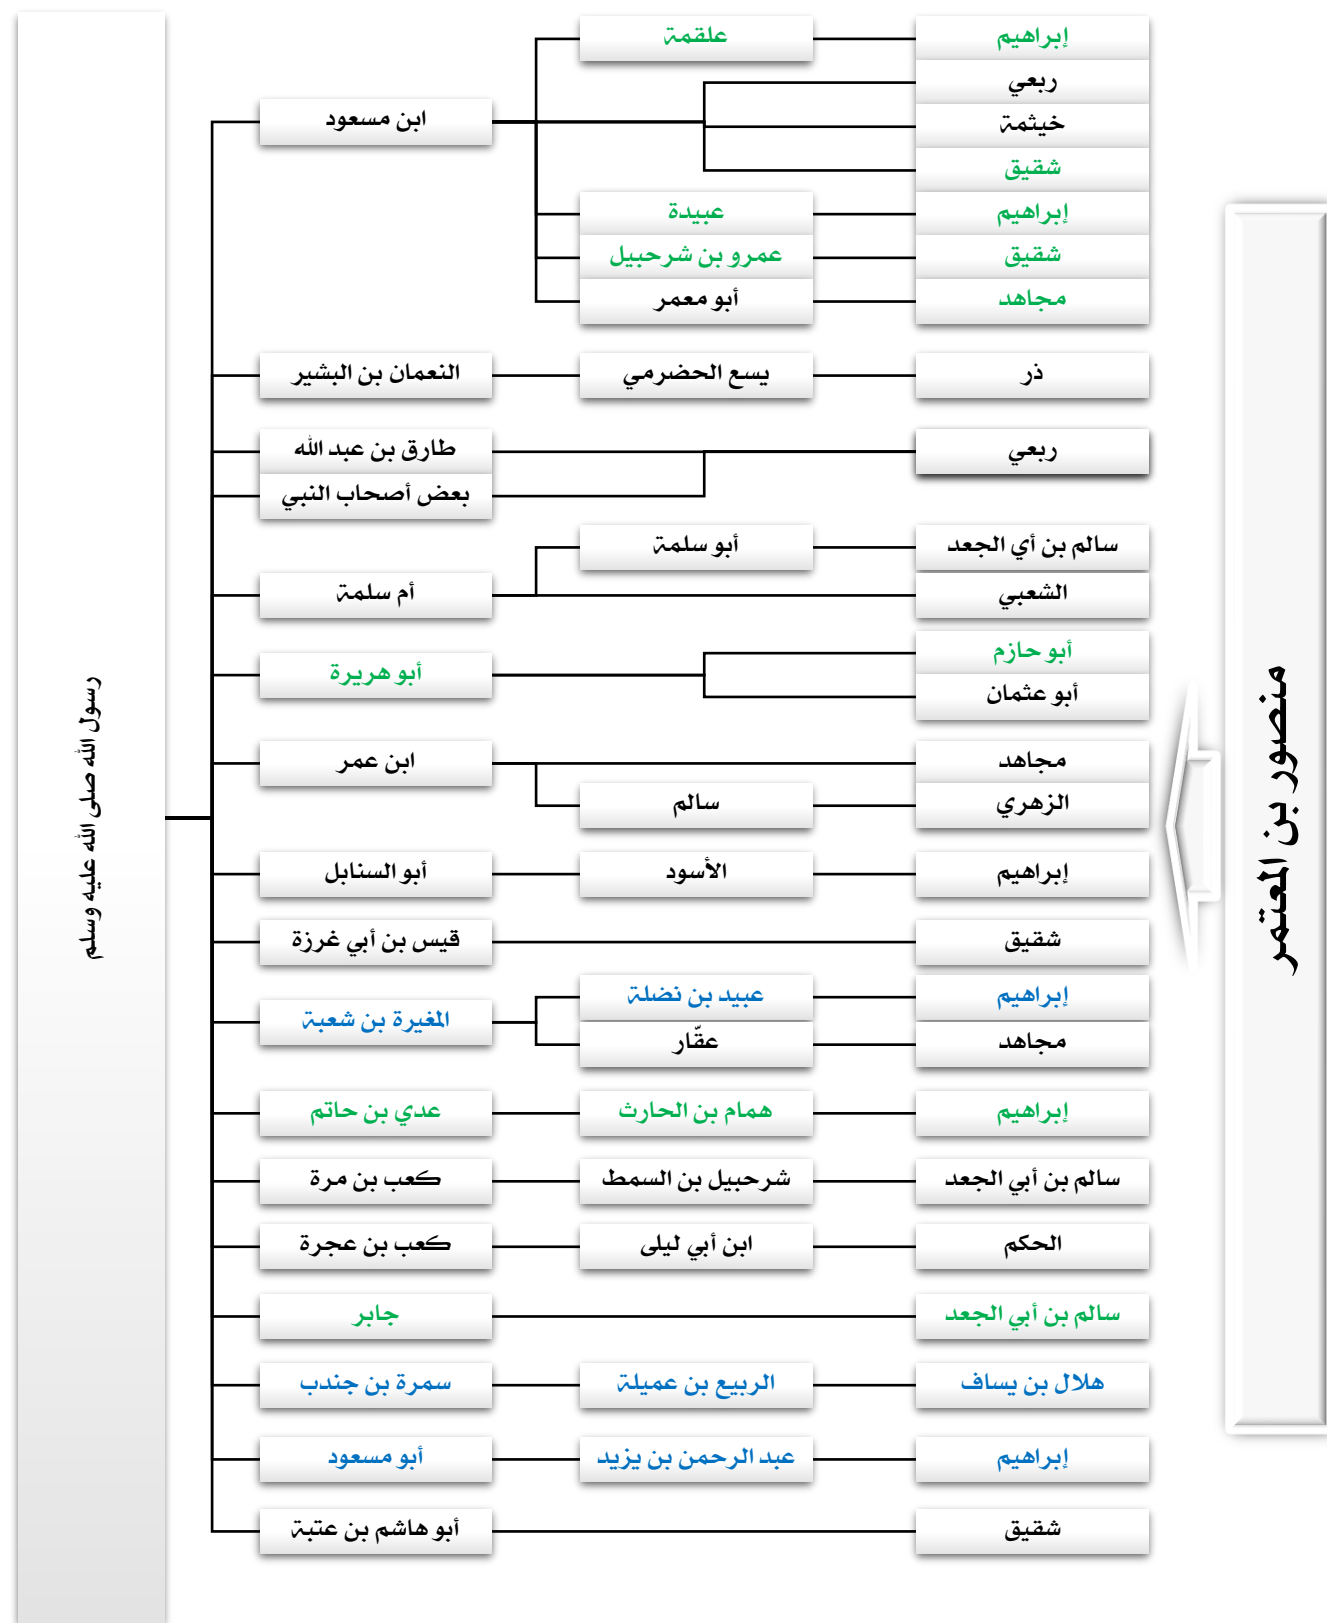 منصور بن المعتمر
إبراهيم
علقمة
ربعي
خيثمة
ابن مسعود
شقيق
إبراهيم
عبيدة
شقيق
عمرو بن شرحبيل
مجاهد
أبو معمر
ذر
يسع الحضرمي
النعمان بن البشير
ربعي
طارق بن عبد الله
بعض أصحاب النبي
سالم بن أي الجعد
أبو سلمة
الشعبي
أم سلمة
أبو حازم
أبو هريرة
أبو عثمان
مجاهد
ابن عمر
الزهري
سالم
إبراهيم
الأسود
أبو السنابل
شقيق
قيس بن أبي غرزة
إبراهيم
عبيد بن نضلة
المغيرة بن شعبة
مجاهد
عقّار
إبراهيم
همام بن الحارث
عدي بن حاتم
سالم بن أبي الجعد
شرحبيل بن السمط
كعب بن مرة
الحكم
ابن أبي ليلى
كعب بن عجرة
سالم بن أبي الجعد
جابر
هلال بن يساف
الربيع بن عميلة
سمرة بن جندب
إبراهيم
عبد الرحمن بن يزيد
أبو مسعود
شقيق
أبو هاشم بن عتبة
رسول الله صلى الله عليه وسلم